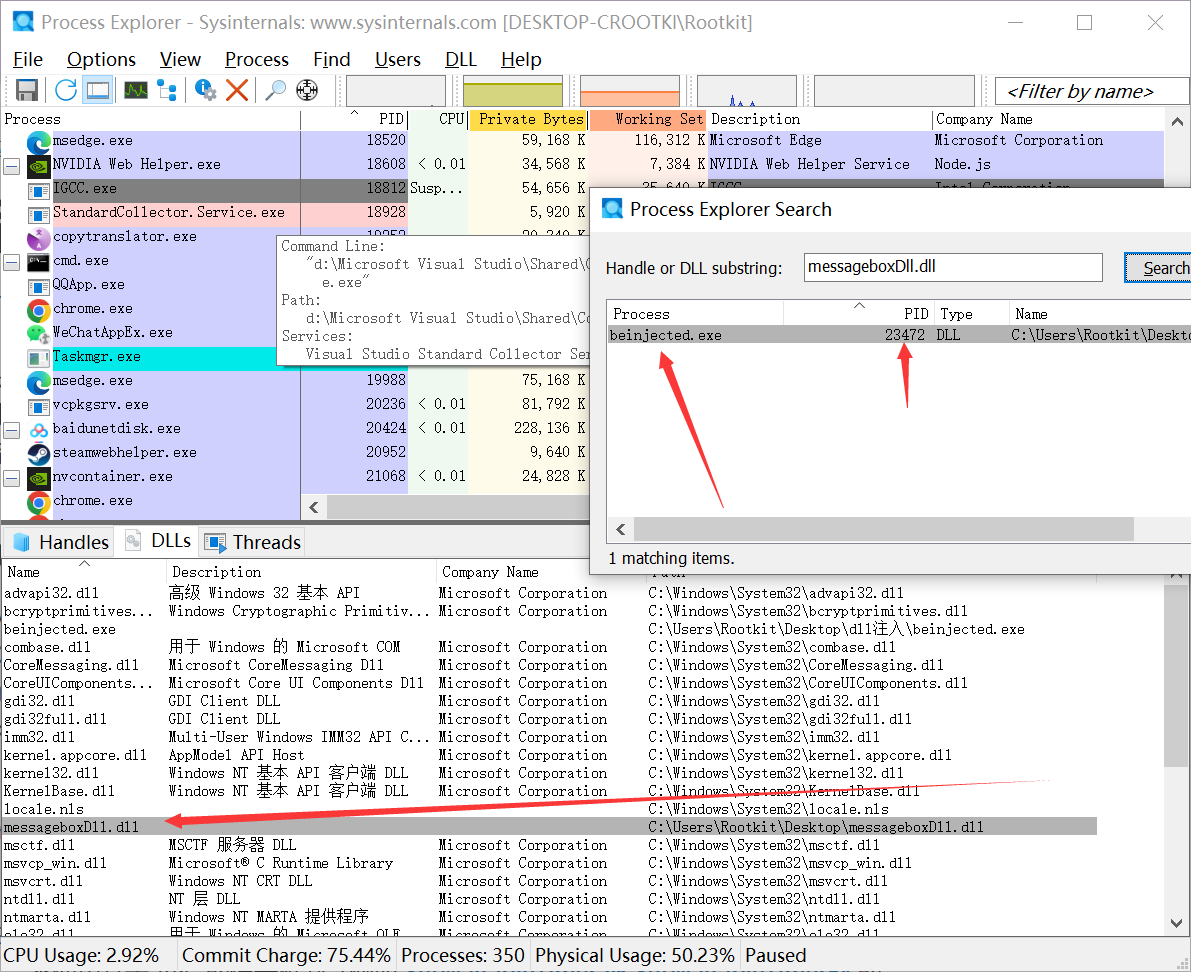 Process Explorer - Sysinternals: www.sysinternals.com [DESKTOP-CROOTKI\Rootkit]
File Options View Process Find Users DLL Help
<Filter by name>
Process PID CPU Private Bytes Working Set Description Company Name
msedge.exe 18520 59,168 K 116,312 K Microsoft Edge Microsoft Corporation
NVIDIA Web Helper.exe 18608 < 0.01 34,568 K 7,384 K NVIDIA Web Helper Service Node.js
IGCC.exe 18812 Susp... 54,656 K 25,640 K IGCC Intel Corporation
StandardCollector.Service.exe 18928 5,920 K
copytranslator.exe
cmd.exe
QQApp.exe
chrome.exe
WeChatAppEx.exe
Taskmgr.exe
msedge.exe 19988 75,168 K
vcpkgsrv.exe 20236 < 0.01 81,792 K
baidunetdisk.exe 20424 < 0.01 228,136 K
steamwebhelper.exe 20952 9,640 K
nvcontainer.exe 21068 < 0.01 24,828 K
chrome.exe
Command Line:
"d:\Microsoft Visual Studio\Shared\C
e.exe"
Path:
d:\Microsoft Visual Studio\Shared\Co
Services:
Visual Studio Standard Collector Ser
Process Explorer Search
Handle or DLL substring: messageboxDll.dll Search
Process PID Type Name
beinjected.exe 23472 DLL C:\Users\Rootkit\Deskto
1 matching items.
Handles DLLs Threads
Name Description Company Name Path
advapi32.dll 高级 Windows 32 基本 API Microsoft Corporation C:\Windows\System32\advapi32.dll
bcryptprimitives... Windows Cryptographic Primitiv... Microsoft Corporation C:\Windows\System32\bcryptprimitives.dll
beinjected.exe C:\Users\Rootkit\Desktop\dll注入\beinjected.exe
combase.dll 用于 Windows 的 Microsoft COM Microsoft Corporation C:\Windows\System32\combase.dll
CoreMessaging.dll Microsoft CoreMessaging Dll Microsoft Corporation C:\Windows\System32\CoreMessaging.dll
CoreUIComponents... Microsoft Core UI Components Dll Microsoft Corporation C:\Windows\System32\CoreUIComponents.dll
gdi32.dll GDI Client DLL Microsoft Corporation C:\Windows\System32\gdi32.dll
gdi32full.dll GDI Client DLL Microsoft Corporation C:\Windows\System32\gdi32full.dll
imm32.dll Multi-User Windows IMM32 API C... Microsoft Corporation C:\Windows\System32\imm32.dll
kernel.appcore.dll AppModel API Host Microsoft Corporation C:\Windows\System32\kernel.appcore.dll
kernel32.dll Windows NT 基本 API 客户端 DLL Microsoft Corporation C:\Windows\System32\kernel32.dll
KernelBase.dll Windows NT 基本 API 客户端 DLL Microsoft Corporation C:\Windows\System32\KernelBase.dll
locale.nls C:\Windows\System32\locale.nls
messageboxDll.dll C:\Users\Rootkit\Desktop\messageboxDll.dll
msctf.dll MSCTF 服务器 DLL Microsoft Corporation C:\Windows\System32\msctf.dll
msvcp_win.dll Microsoft® C Runtime Library Microsoft Corporation C:\Windows\System32\msvcp_win.dll
msvcrt.dll Windows NT CRT DLL Microsoft Corporation C:\Windows\System32\msvcrt.dll
ntdll.dll NT 层 DLL Microsoft Corporation C:\Windows\System32\ntdll.dll
ntmarta.dll Windows NT MARTA 提供程序 Microsoft Corporation C:\Windows\System32\ntmarta.dll
ole32.dll 用于 Windows 的 Microsoft OLE Microsoft Corporation C:\Windows\System32\ole32.dll
CPU Usage: 2.92% Commit Charge: 75.44% Processes: 350 Physical Usage: 50.23% Paused